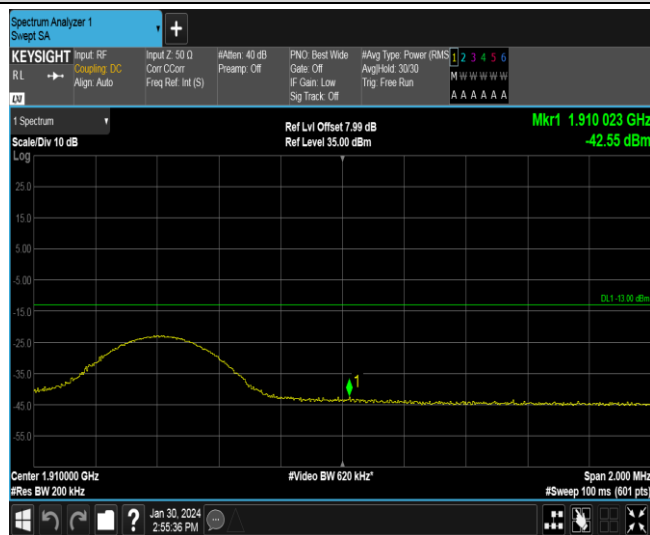 Spectrum Analyzer 1
Swept SA
KEYSIGHT
RL
Input: RF
Coupling: DC
Align: Auto
Input Z: 50 Ω
Corr CCorr
Freq Ref: Int (S)
#Atten: 40 dB
Preamp: Off
PNO: Best Wide
Gate: Off
IF Gain: Low
Sig Track: Off
#Avg Type: Power (RMS
Avg|Hold: 30/30
Trig: Free Run
1 2 3 4 5 6
M W W W W W
A A A A A A
LXI
1 Spectrum
Scale/Div 10 dB
Ref Lvl Offset 7.99 dB
Ref Level 35.00 dBm
Mkr1 1.910 023 GHz
-42.55 dBm
Log
25.0
15.0
5.00
-5.00
DL1 -13.00 dBm
-15.0
-25.0
-35.0
1
-45.0
-55.0
Center 1.910000 GHz
#Video BW 620 kHz*
Span 2.000 MHz
#Res BW 200 kHz
#Sweep 100 ms (601 pts)
Jan 30, 2024
2:55:36 PM